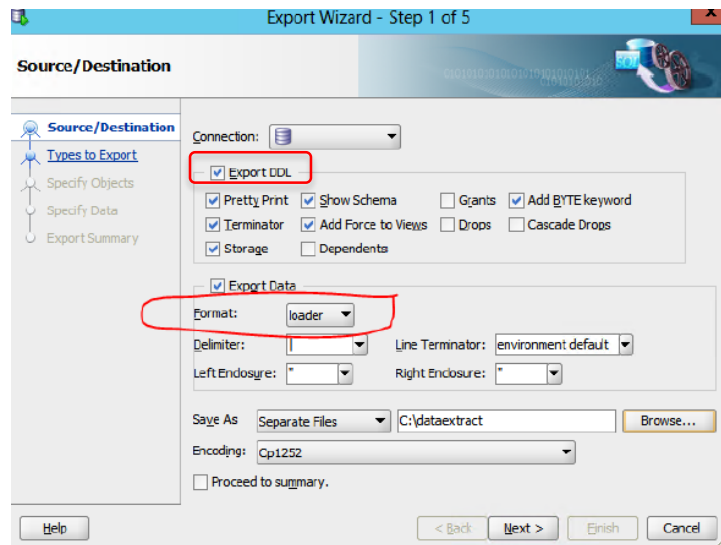 Export Wizard - Step 1 of 5
x
Source/Destination
SQL
Source/Destination
Types to Export
Specify Objects
Specify Data
Export Summary
Connection:
Export DDL
Pretty Print Show Schema Grants Add BYTE keyword
Terminator Add Force to Views Drops Cascade Drops
Storage Dependents
Export Data
Format: loader
Delimiter: | Line Terminator: environment default
Left Enclosure: " Right Enclosure: "
Save As Separate Files C:\dataextract Browse...
Encoding: Cp1252
Proceed to summary.
Help < Back Next > Finish Cancel